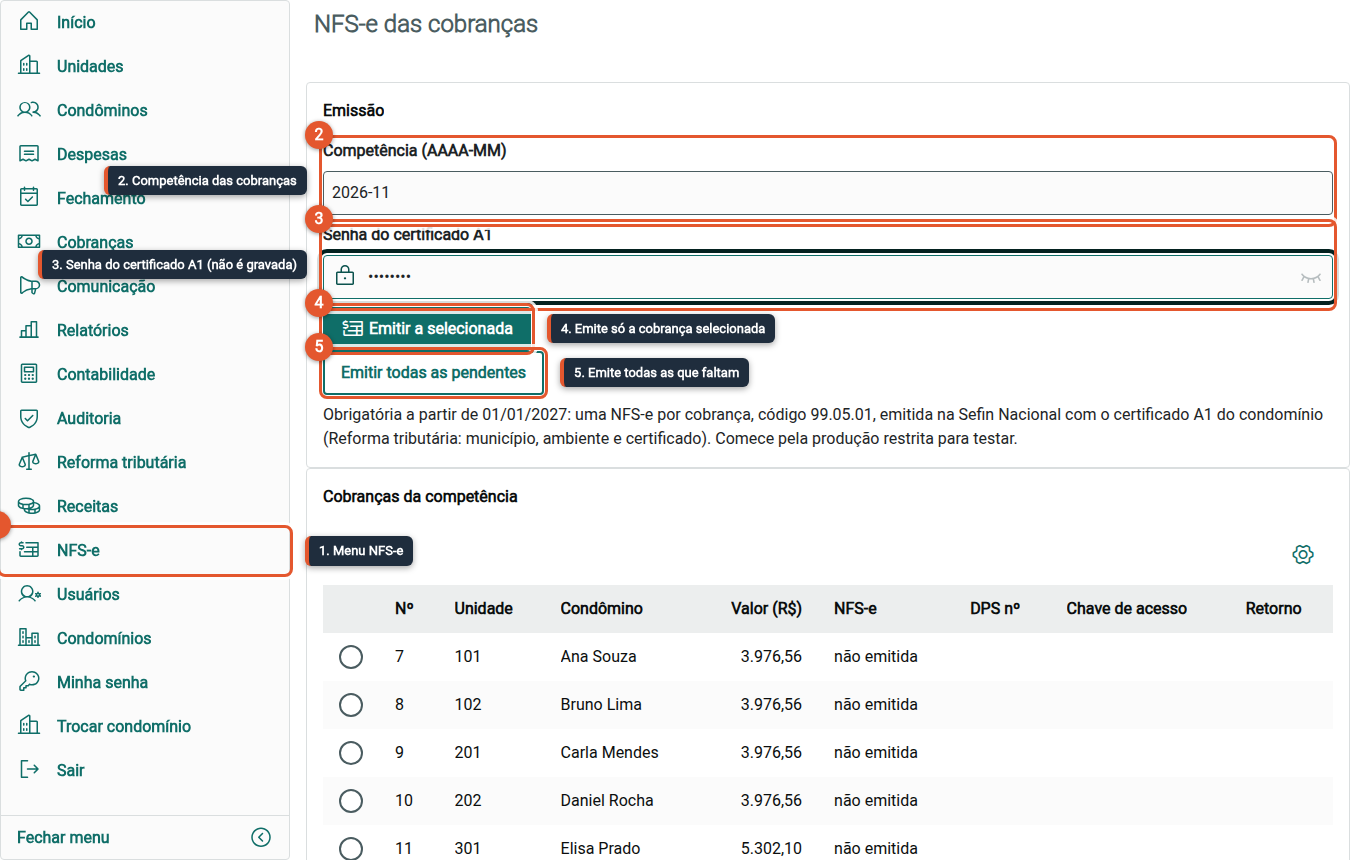 Início
Unidades
Condôminos
Despesas
Fechamento
Cobranças
Comunicação
Relatórios
Contabilidade
Auditoria
Reforma tributária
Receitas
NFS-e
Usuários
Condomínios
Minha senha
Trocar condomínio
Sair
Fechar menu
NFS-e das cobranças
Emissão
2
Competência (AAAA-MM)
2. Competência das cobranças
2026-11
3
Senha do certificado A1
3. Senha do certificado A1 (não é gravada)
••••••••
4
Emitir a selecionada
4. Emite só a cobrança selecionada
5
Emitir todas as pendentes
5. Emite todas as que faltam
Obrigatória a partir de 01/01/2027: uma NFS-e por cobrança, código 99.05.01, emitida na Sefin Nacional com o certificado A1 do condomínio
(Reforma tributária: município, ambiente e certificado). Comece pela produção restrita para testar.
Cobranças da competência
1. Menu NFS-e
Nº Unidade Condômino Valor (R$) NFS-e DPS nº Chave de acesso Retorno
7 101 Ana Souza 3.976,56 não emitida
8 102 Bruno Lima 3.976,56 não emitida
9 201 Carla Mendes 3.976,56 não emitida
10 202 Daniel Rocha 3.976,56 não emitida
11 301 Elisa Prado 5.302,10 não emitida